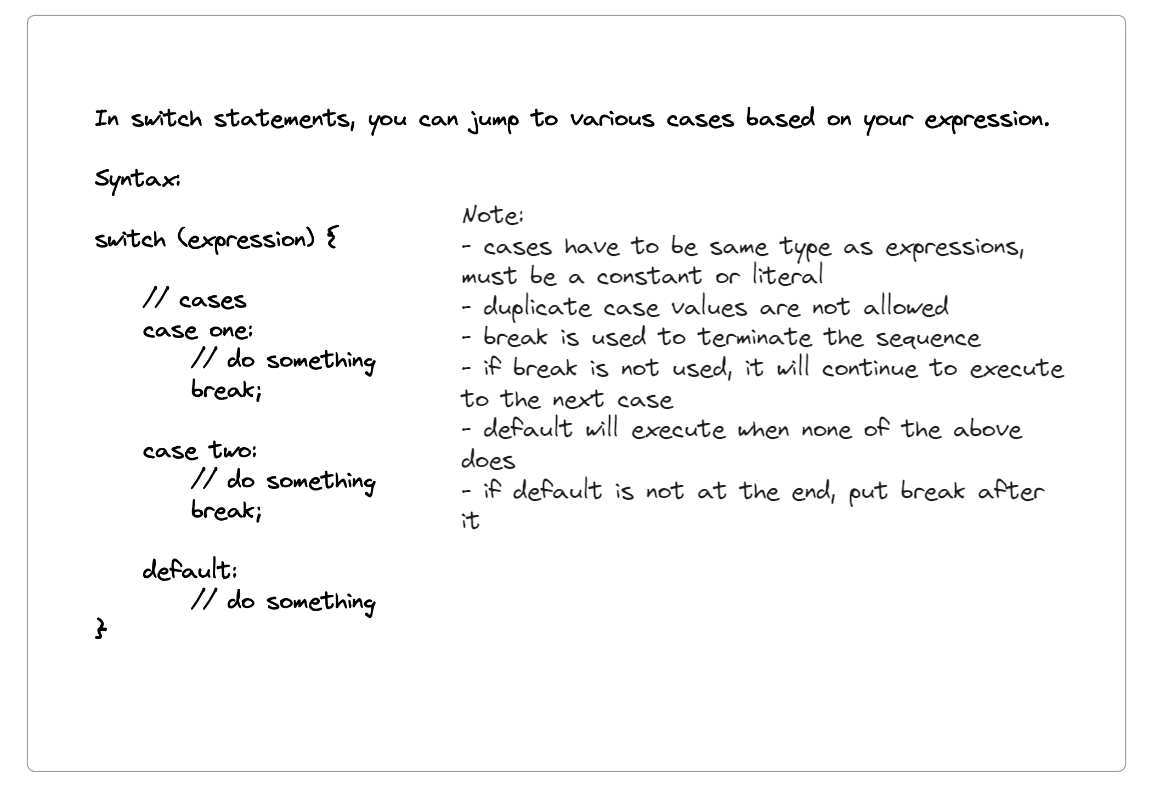 In switch statements, you can jump to various cases based on your expression.
Syntax:
switch (expression) {
// cases
case one:
// do something
break;
case two:
// do something
break;
default:
// do something
}
Note:
- cases have to be same type as expressions,
must be a constant or literal
- duplicate case values are not allowed
- break is used to terminate the sequence
- if break is not used, it will continue to execute
to the next case
- default will execute when none of the above
does
- if default is not at the end, put break after
it